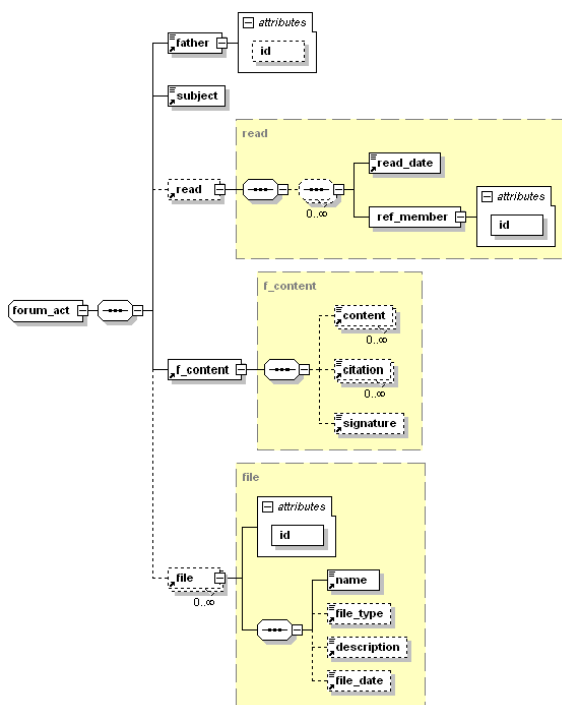 attributes
father
id
subject
read
read
read_date
0..∞
ref_member
attributes
id
forum_act
f_content
f_content
content
0..∞
citation
0..∞
signature
file
attributes
id
file
0..∞
name
file_type
description
file_date